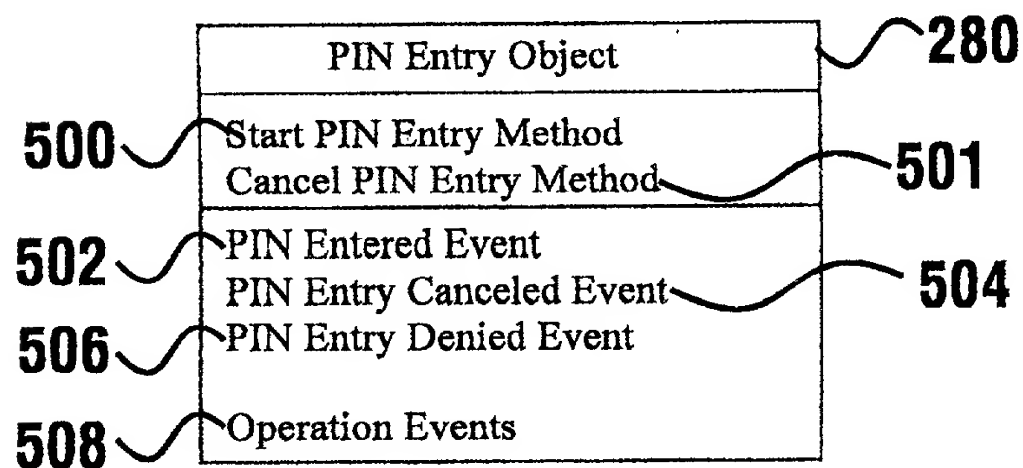 PIN Entry Object 280
500 Start PIN Entry Method
Cancel PIN Entry Method 501
502 PIN Entered Event
PIN Entry Canceled Event 504
506 PIN Entry Denied Event
508 Operation Events